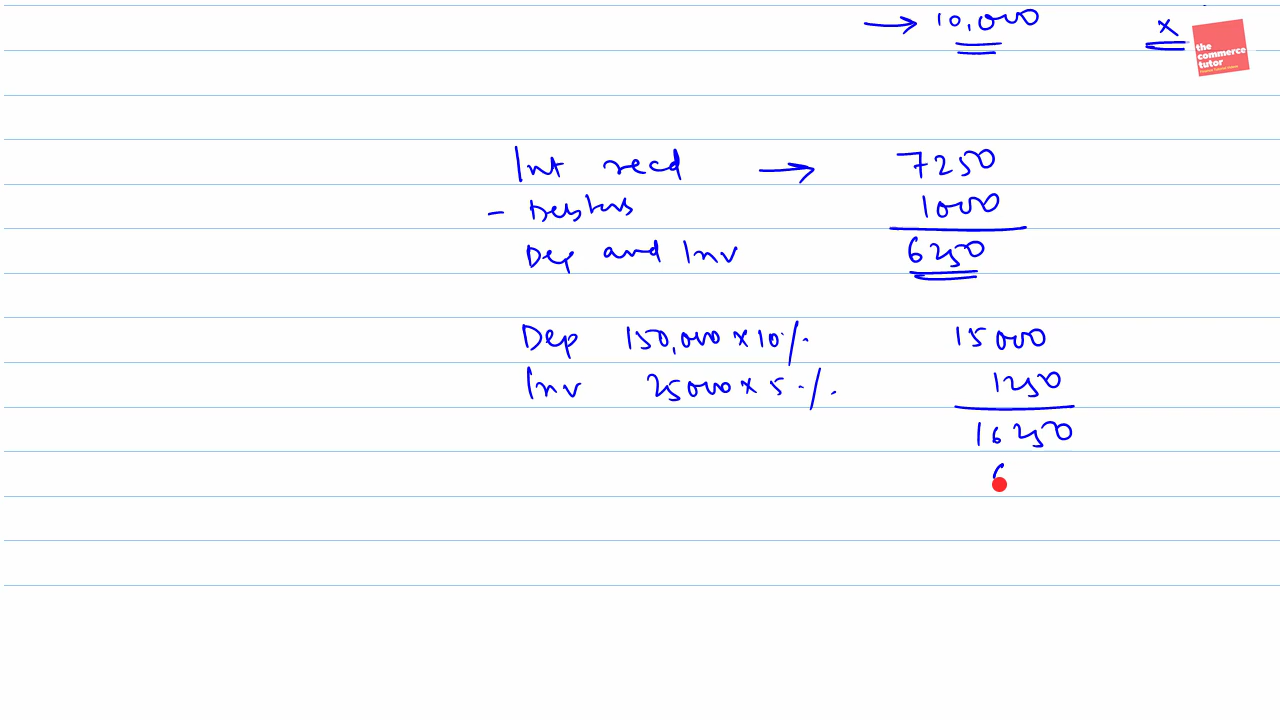 → 10,000 x
the
commerce
tutor
Int recd → 7250
- Debtors 1000
Dep and Inv 6250
Dep 150,000 x 10% 15000
Inv 25000 x 5% 1250
16250
6